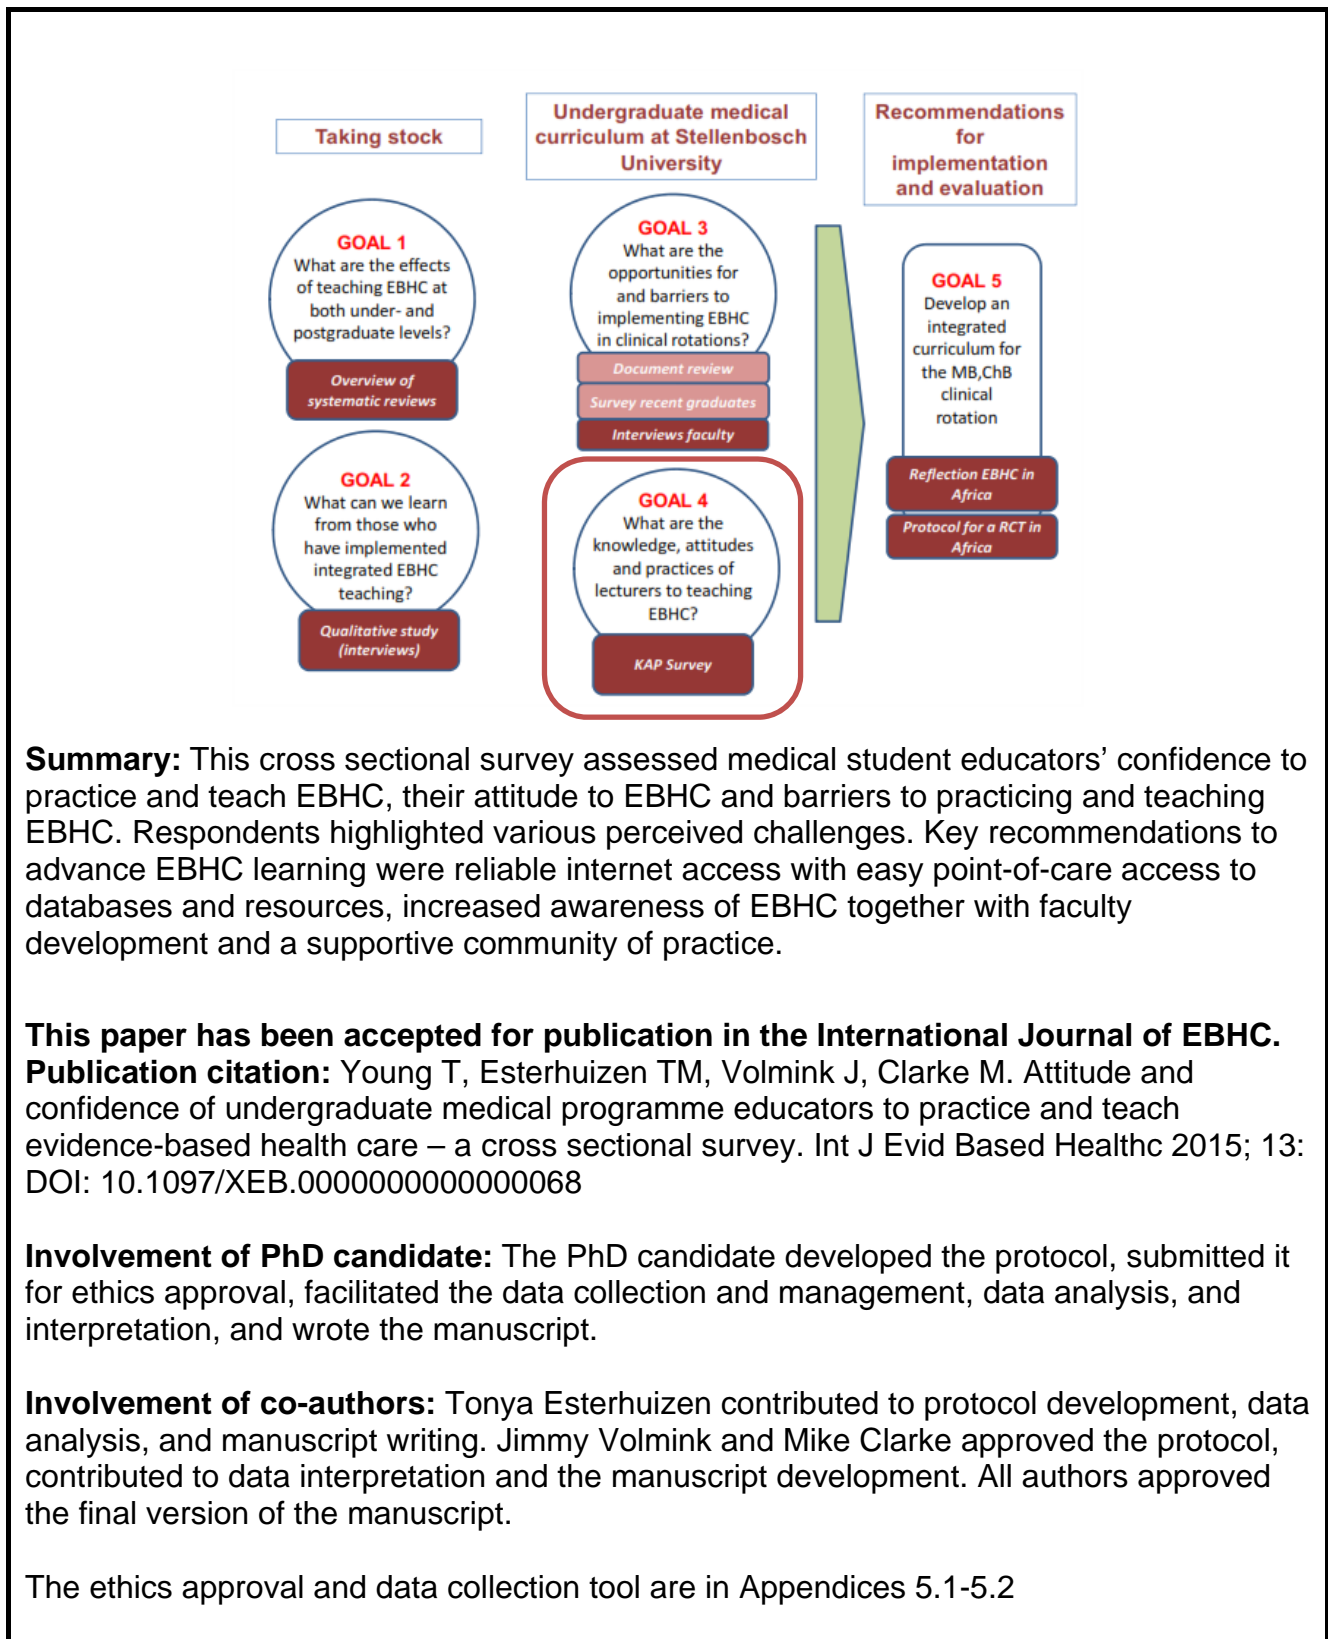 Taking stock
Undergraduate medical
curriculum at Stellenbosch
University
Recommendations
for
implementation
and evaluation
GOAL 1
What are the effects
of teaching EBHC at
both under- and
postgraduate levels?
Overview of
systematic reviews
GOAL 2
What can we learn
from those who
have implemented
integrated EBHC
teaching?
Qualitative study
(interviews)
GOAL 3
What are the
opportunities for
and barriers to
implementing EBHC
in clinical rotations?
Document review
Survey recent graduates
Interviews faculty
GOAL 4
What are the
knowledge, attitudes
and practices of
lecturers to teaching
EBHC?
KAP Survey
GOAL 5
Develop an
integrated
curriculum for
the MB,ChB
clinical
rotation
Reflection EBHC in
Africa
Protocol for a RCT in
Africa
Summary: This cross sectional survey assessed medical student educators’ confidence to
practice and teach EBHC, their attitude to EBHC and barriers to practicing and teaching
EBHC. Respondents highlighted various perceived challenges. Key recommendations to
advance EBHC learning were reliable internet access with easy point-of-care access to
databases and resources, increased awareness of EBHC together with faculty
development and a supportive community of practice.
This paper has been accepted for publication in the International Journal of EBHC.
Publication citation: Young T, Esterhuizen TM, Volmink J, Clarke M. Attitude and
confidence of undergraduate medical programme educators to practice and teach
evidence-based health care – a cross sectional survey. Int J Evid Based Healthc 2015; 13:
DOI: 10.1097/XEB.0000000000000068
Involvement of PhD candidate: The PhD candidate developed the protocol, submitted it
for ethics approval, facilitated the data collection and management, data analysis, and
interpretation, and wrote the manuscript.
Involvement of co-authors: Tonya Esterhuizen contributed to protocol development, data
analysis, and manuscript writing. Jimmy Volmink and Mike Clarke approved the protocol,
contributed to data interpretation and the manuscript development. All authors approved
the final version of the manuscript.
The ethics approval and data collection tool are in Appendices 5.1-5.2